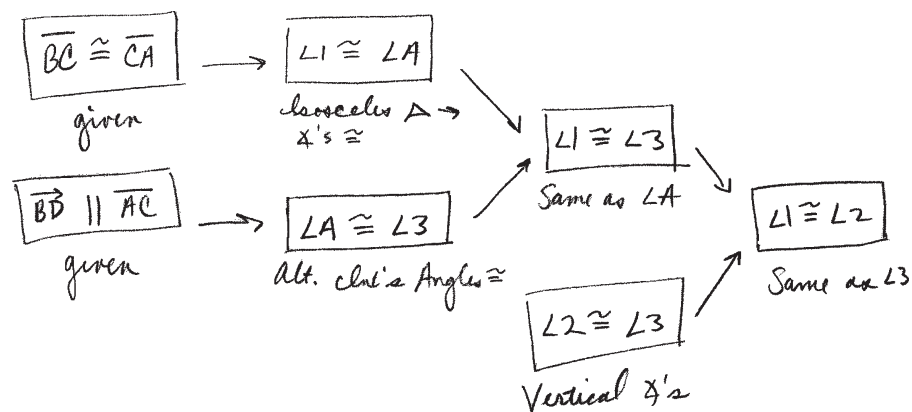 BC ≅ CA
given
∠1 ≅ ∠A
Isosceles △ →
∡'s ≅
BD || AC
given
∠A ≅ ∠3
Alt. Int's Angles ≅
∠1 ≅ ∠3
Same as ∠A
∠2 ≅ ∠3
Vertical ∡'s
∠1 ≅ ∠2
Same as ∠3